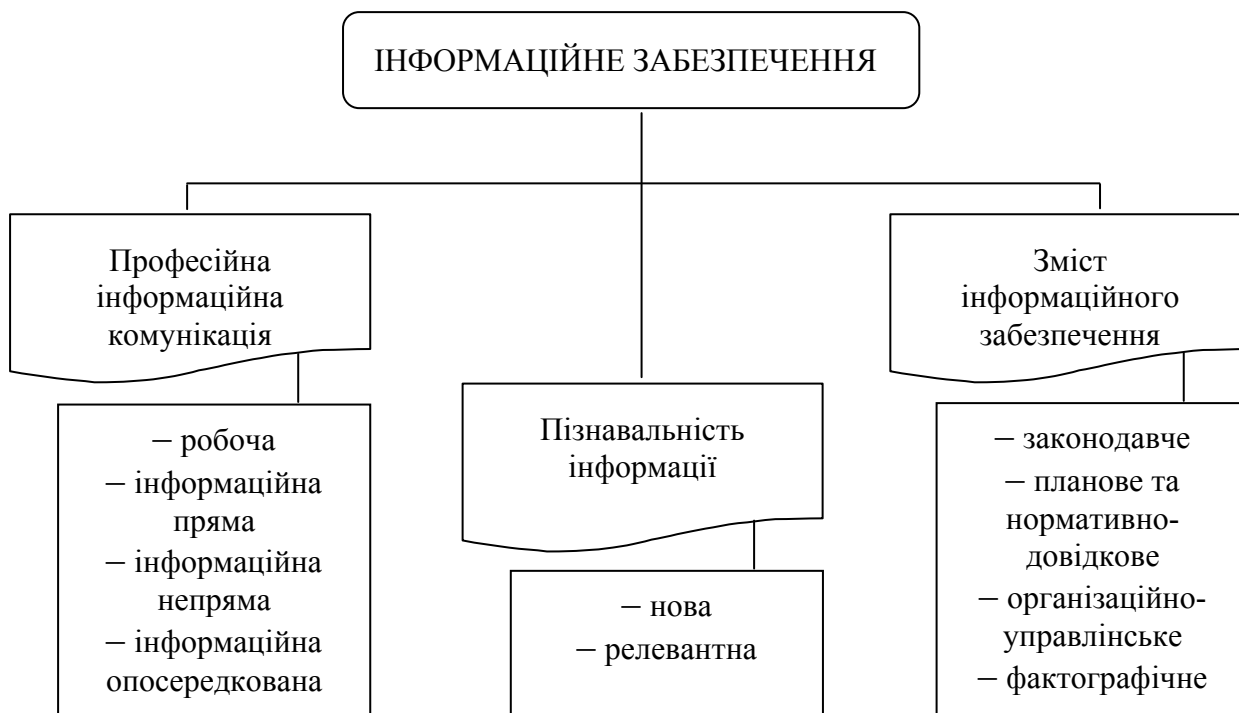 ІНФОРМАЦІЙНЕ ЗАБЕЗПЕЧЕННЯ
Професійна
інформаційна
комунікація
– робоча
– інформаційна
пряма
– інформаційна
непряма
– інформаційна
опосередкована
Пізнавальність
інформації
– нова
– релевантна
Зміст
інформаційного
забезпечення
– законодавче
– планове та
нормативно-
довідкове
– організаційно-
управлінське
– фактографічне